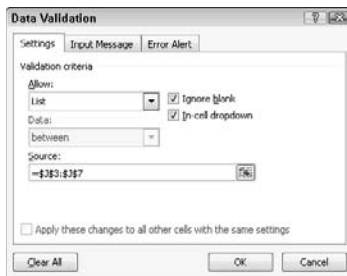 Data Validation
Settings Input Message Error Alert
Validation criteria
Allow:
List
Ignore blank
Data:
In-cell dropdown
between
Source:
=$J$3:$J$7
Apply these changes to all other cells with the same settings
Clear All OK Cancel